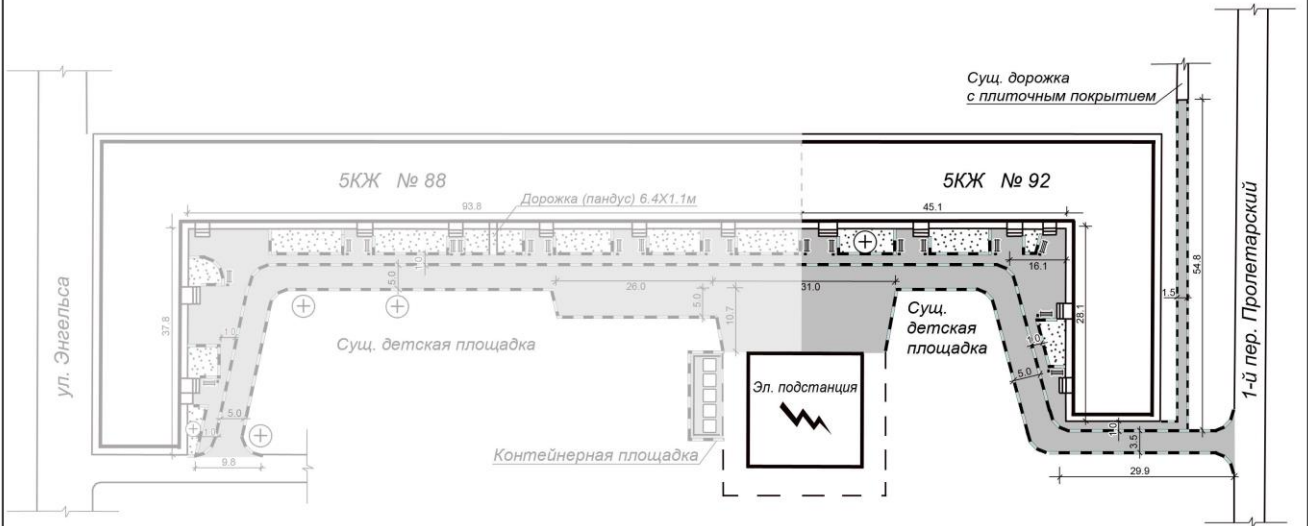 Сущ. дорожка
с плиточным покрытием
5КЖ № 88
5КЖ № 92
93.8
Дорожка (пандус) 6.4Х1.1м
45.1
ул. Энгельса
1-й пер. Пролетарский
37.8
5.0
1.0
16.1
1.5
54.8
28.1
26.0
31.0
5.0
10.7
Сущ. детская площадка
Сущ.
детская
площадка
1.0
1.0
5.0
Эл. подстанция
5.0
1.0
9.8
Контейнерная площадка
1.0
3.5
29.9